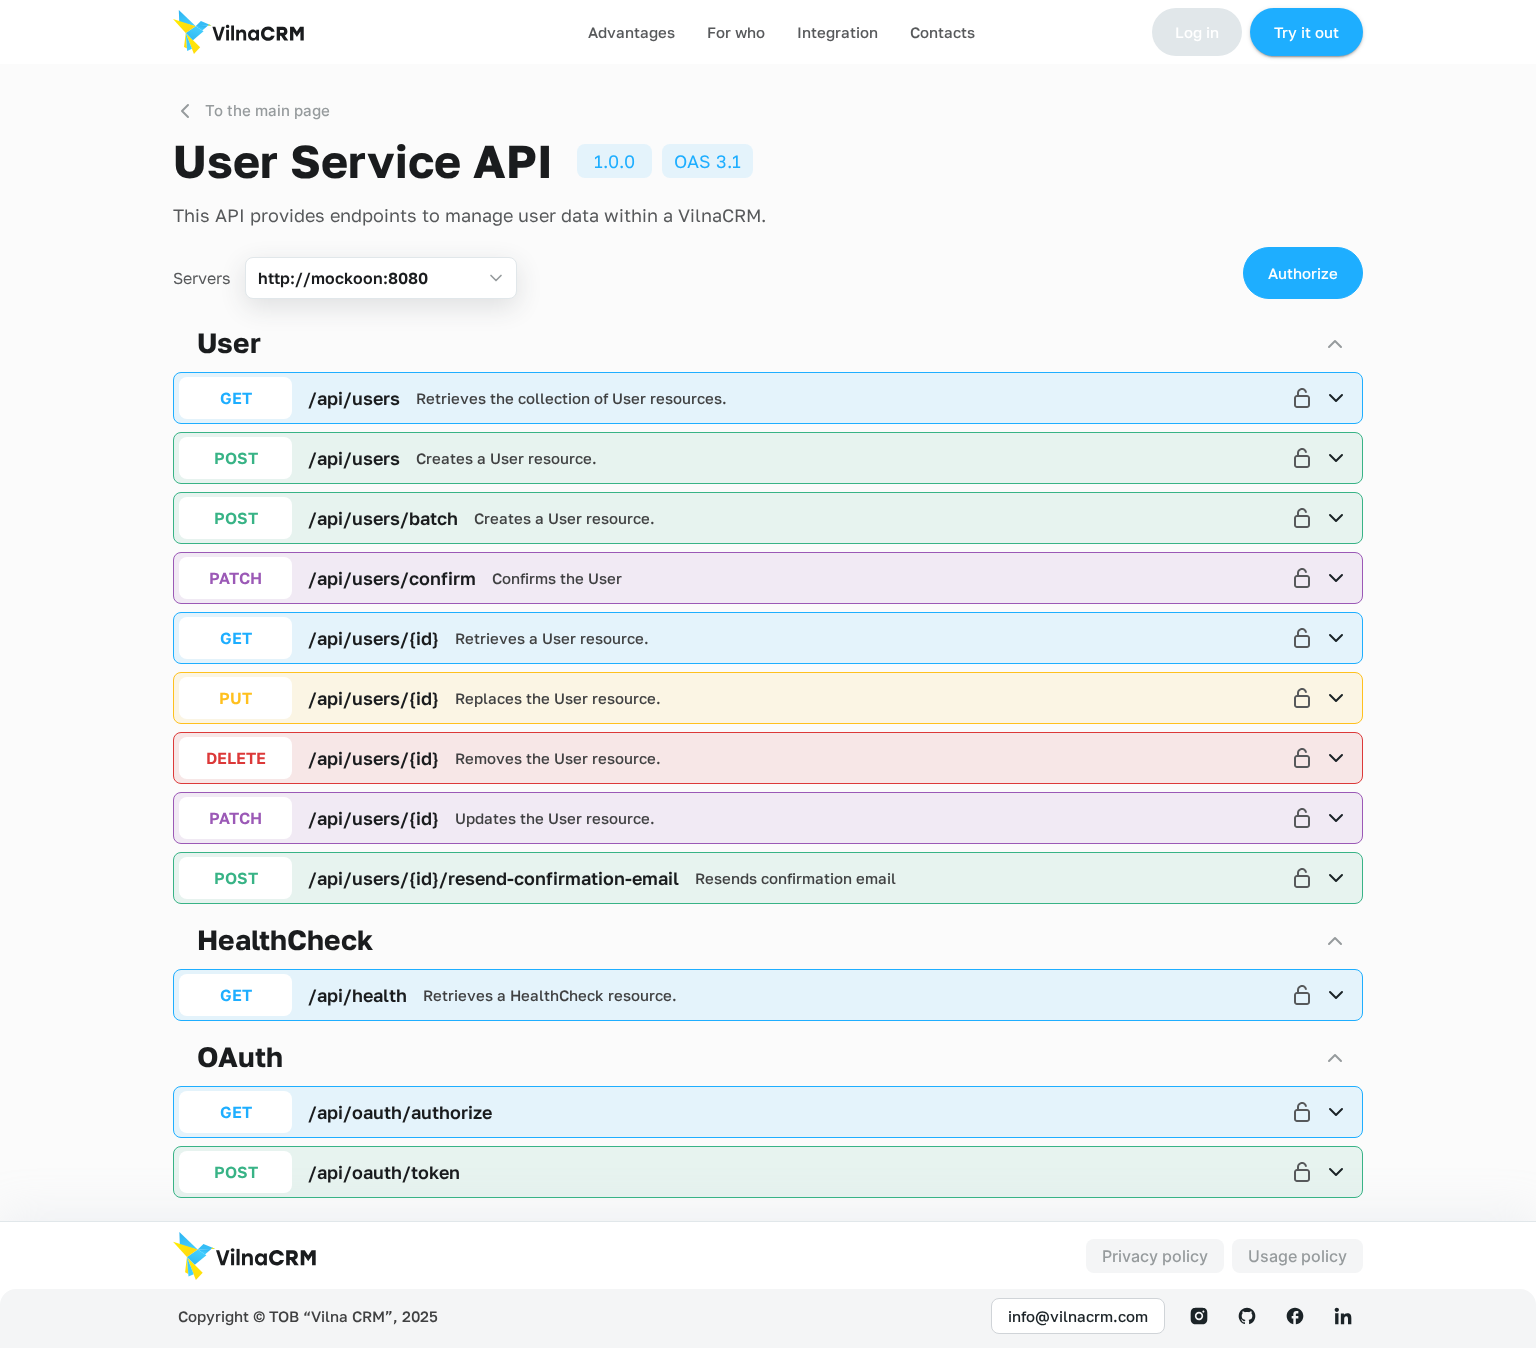 VilnaCRM
Advantages
For who
Integration
Contacts
Log in
Try it out
To the main page
User Service API
1.0.0
OAS 3.1
This API provides endpoints to manage user data within a VilnaCRM.
Servers
http://mockoon:8080
Authorize
User
GET /api/users Retrieves the collection of User resources.
POST /api/users Creates a User resource.
POST /api/users/batch Creates a User resource.
PATCH /api/users/confirm Confirms the User
GET /api/users/{id} Retrieves a User resource.
PUT /api/users/{id} Replaces the User resource.
DELETE /api/users/{id} Removes the User resource.
PATCH /api/users/{id} Updates the User resource.
POST /api/users/{id}/resend-confirmation-email Resends confirmation email
HealthCheck
GET /api/health Retrieves a HealthCheck resource.
OAuth
GET /api/oauth/authorize
POST /api/oauth/token
VilnaCRM
Privacy policy
Usage policy
Copyright © ТОВ “Vilna CRM”, 2025
info@vilnacrm.com